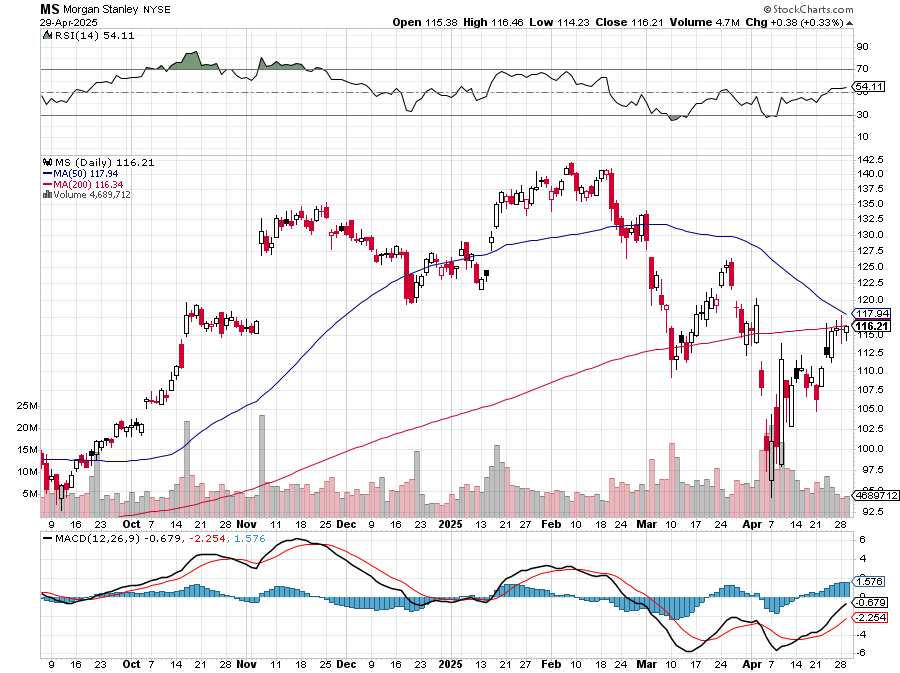 MS Morgan Stanley NYSE © StockCharts.com
29-Apr-2025 Open 115.38 High 116.46 Low 114.23 Close 116.21 Volume 4.7M Chg +0.38 (+0.33%)
RSI(14) 54.11
90
70
54.11
50
30
10
MS (Daily) 116.21
MA(50) 117.94
MA(200) 116.34
Volume 4,689,712
142.5
140.0
137.5
135.0
132.5
130.0
127.5
125.0
122.5
120.0
117.94
116.21
115.0
112.5
110.0
107.5
105.0
102.5
100.0
97.5
95.0
92.5
25M
20M
15M
10M
5M
4689712
9 16 23 Oct 7 14 21 28 Nov 11 18 25 Dec 9 16 23 2025 13 21 27 Feb 10 18 24 Mar 10 17 24 Apr 7 14 21 28
MACD(12,26,9) -0.679, -2.254, 1.576
6
4
2
1.576
0
-0.679
-2.254
-4
-6
9 16 23 Oct 7 14 21 28 Nov 11 18 25 Dec 9 16 23 2025 13 21 27 Feb 10 18 24 Mar 10 17 24 Apr 7 14 21 28